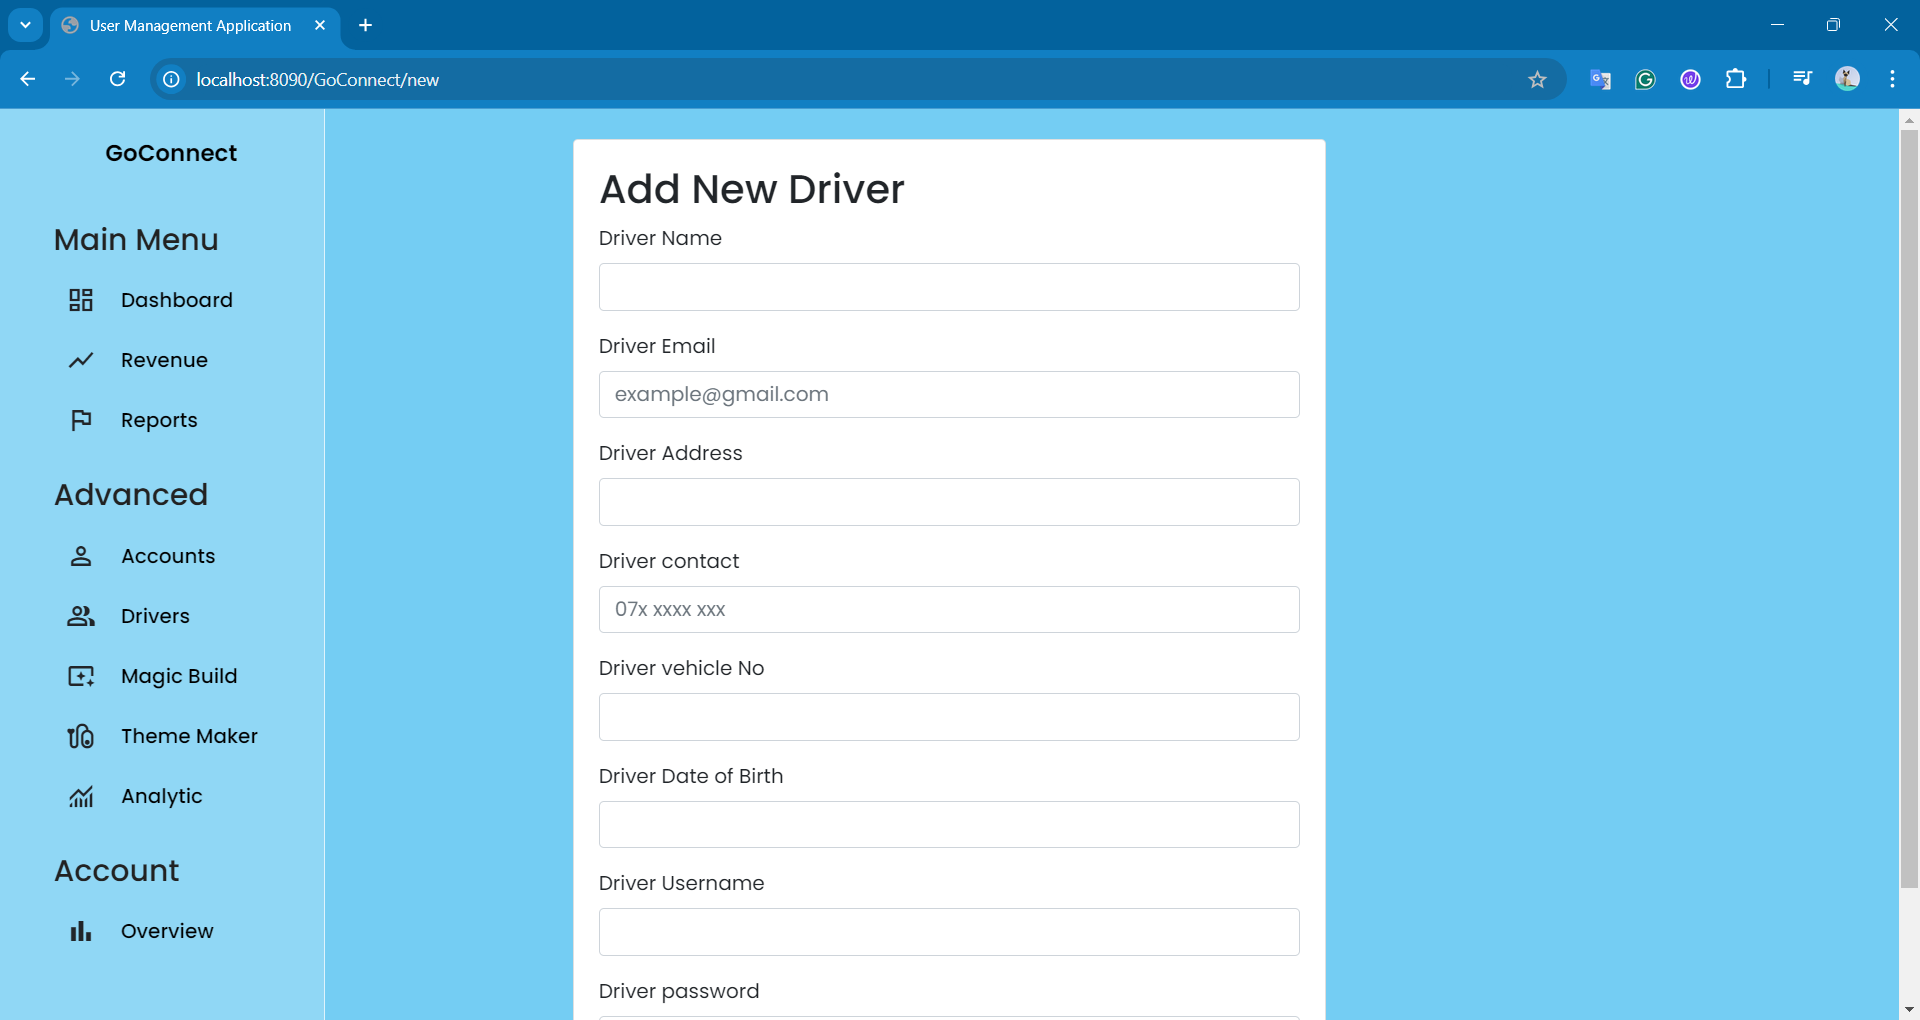 User Management Application
localhost:8090/GoConnect/new
GoConnect
Main Menu
Dashboard
Revenue
Reports
Advanced
Accounts
Drivers
Magic Build
Theme Maker
Analytic
Account
Overview
Add New Driver
Driver Name
Driver Email
example@gmail.com
Driver Address
Driver contact
07x xxxx xxx
Driver vehicle No
Driver Date of Birth
Driver Username
Driver password